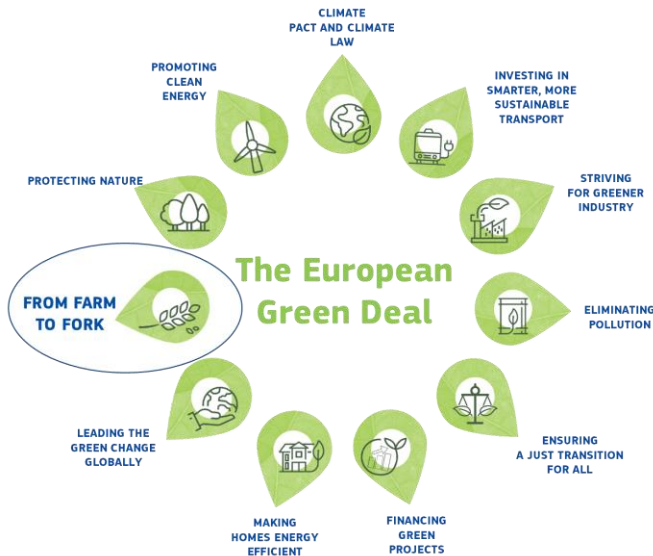 CLIMATE
PACT AND CLIMATE
LAW
PROMOTING
CLEAN
ENERGY
INVESTING IN
SMARTER, MORE
SUSTAINABLE
TRANSPORT
PROTECTING NATURE
STRIVING
FOR GREENER
INDUSTRY
The European
Green Deal
FROM FARM
TO FORK
ELIMINATING
POLLUTION
LEADING THE
GREEN CHANGE
GLOBALLY
ENSURING
A JUST TRANSITION
FOR ALL
MAKING
HOMES ENERGY
EFFICIENT
FINANCING
GREEN
PROJECTS